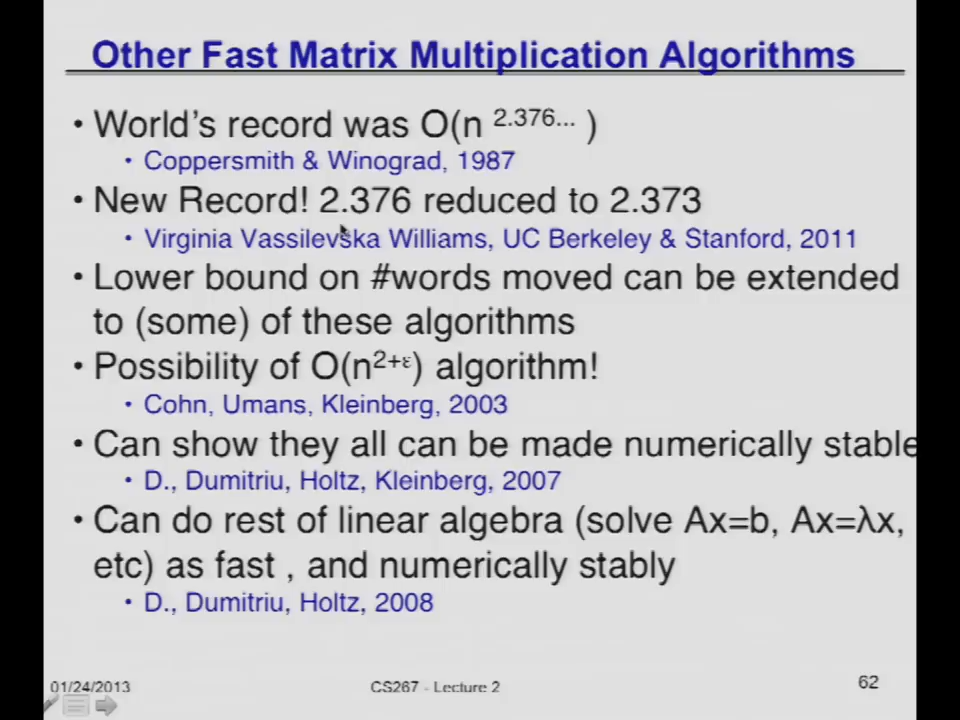 Other Fast Matrix Multiplication Algorithms
• World's record was O(n 2.376... )
• Coppersmith & Winograd, 1987
• New Record! 2.376 reduced to 2.373
• Virginia Vassilevska Williams, UC Berkeley & Stanford, 2011
• Lower bound on #words moved can be extended
to (some) of these algorithms
• Possibility of O(n2+ε) algorithm!
• Cohn, Umans, Kleinberg, 2003
• Can show they all can be made numerically stable
• D., Dumitriu, Holtz, Kleinberg, 2007
• Can do rest of linear algebra (solve Ax=b, Ax=λx,
etc) as fast , and numerically stably
• D., Dumitriu, Holtz, 2008
01/24/2013 CS267 - Lecture 2 62